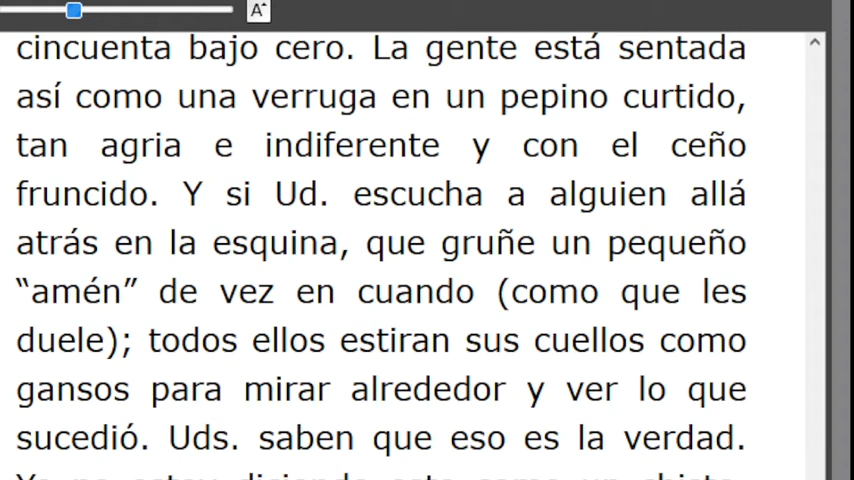 A
cincuenta bajo cero. La gente está sentada
así como una verruga en un pepino curtido,
tan agria e indiferente y con el ceño
fruncido. Y si Ud. escucha a alguien allá
atrás en la esquina, que gruñe un pequeño
“amén” de vez en cuando (como que les
duele); todos ellos estiran sus cuellos como
gansos para mirar alrededor y ver lo que
sucedió. Uds. saben que eso es la verdad.